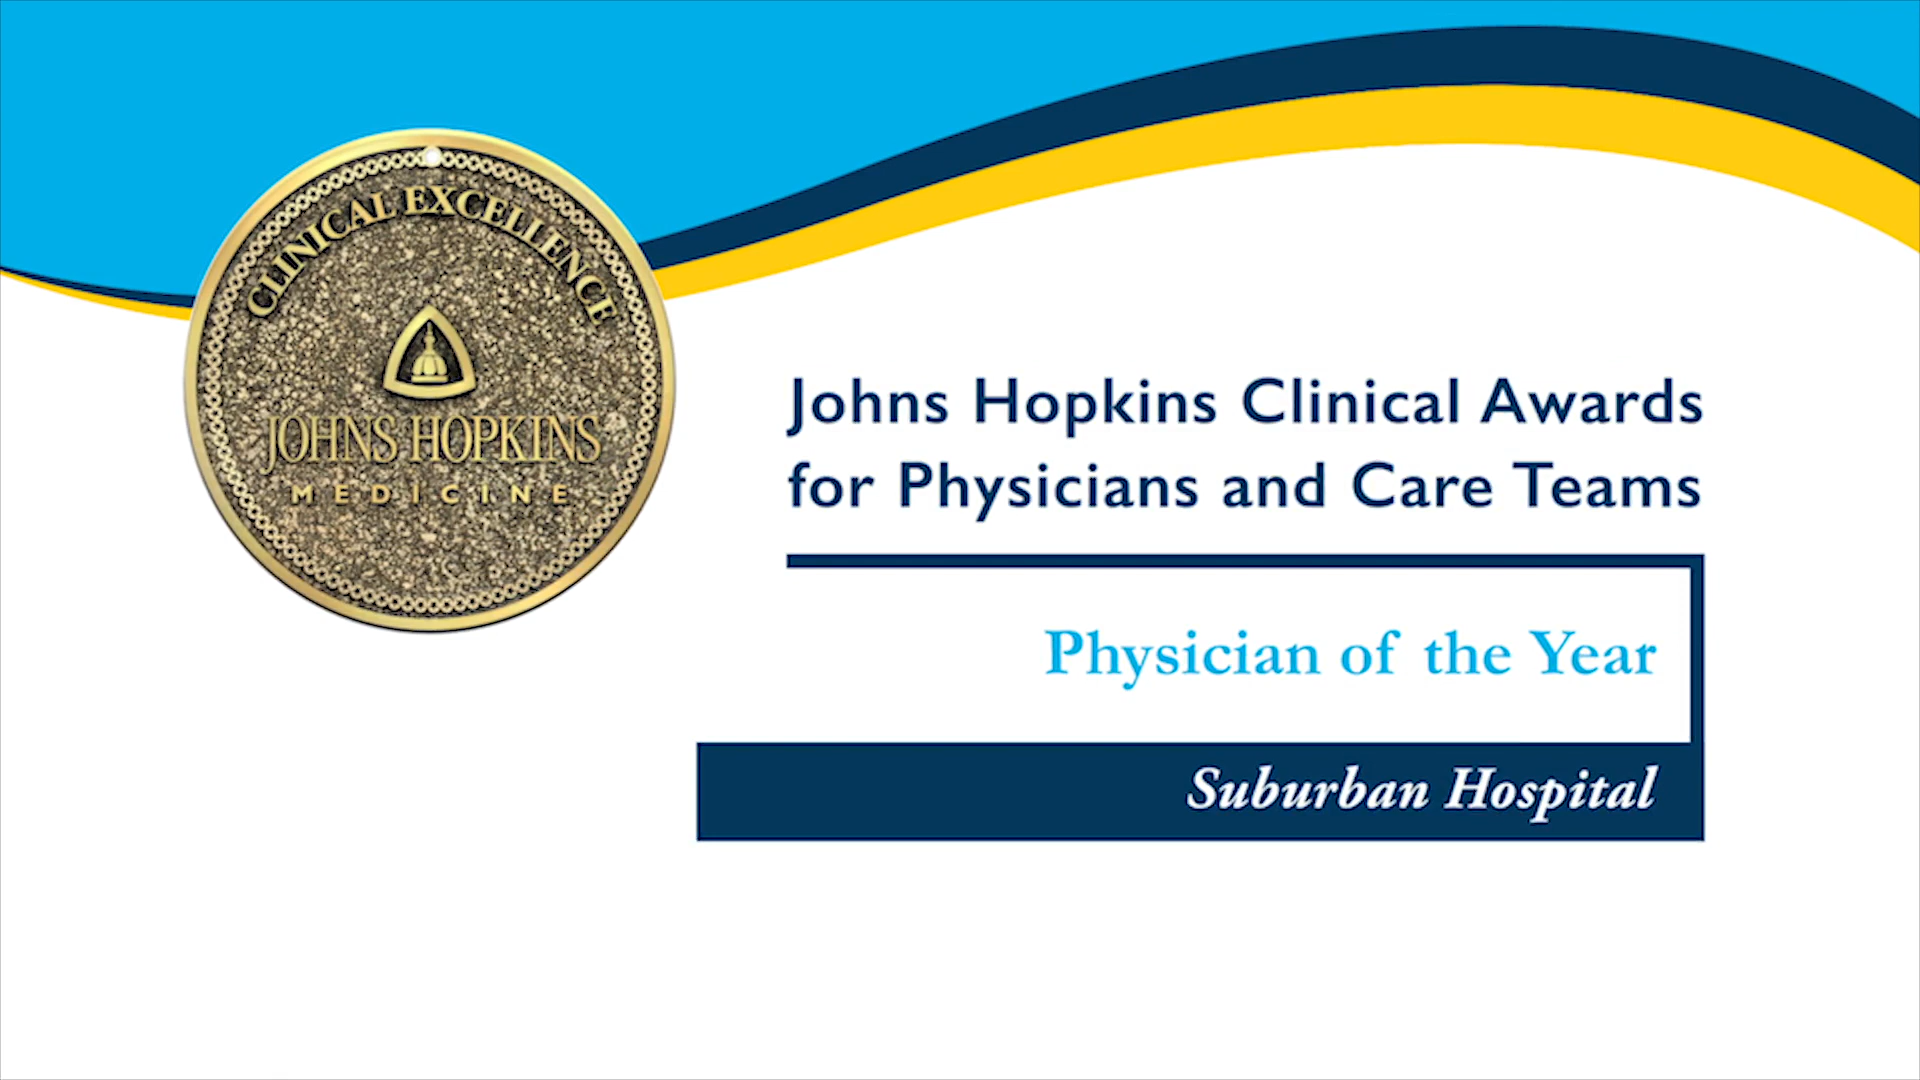 CLINICAL EXCELLENCE
JOHNS HOPKINS
MEDICINE
Johns Hopkins Clinical Awards
for Physicians and Care Teams
Physician of the Year
Suburban Hospital